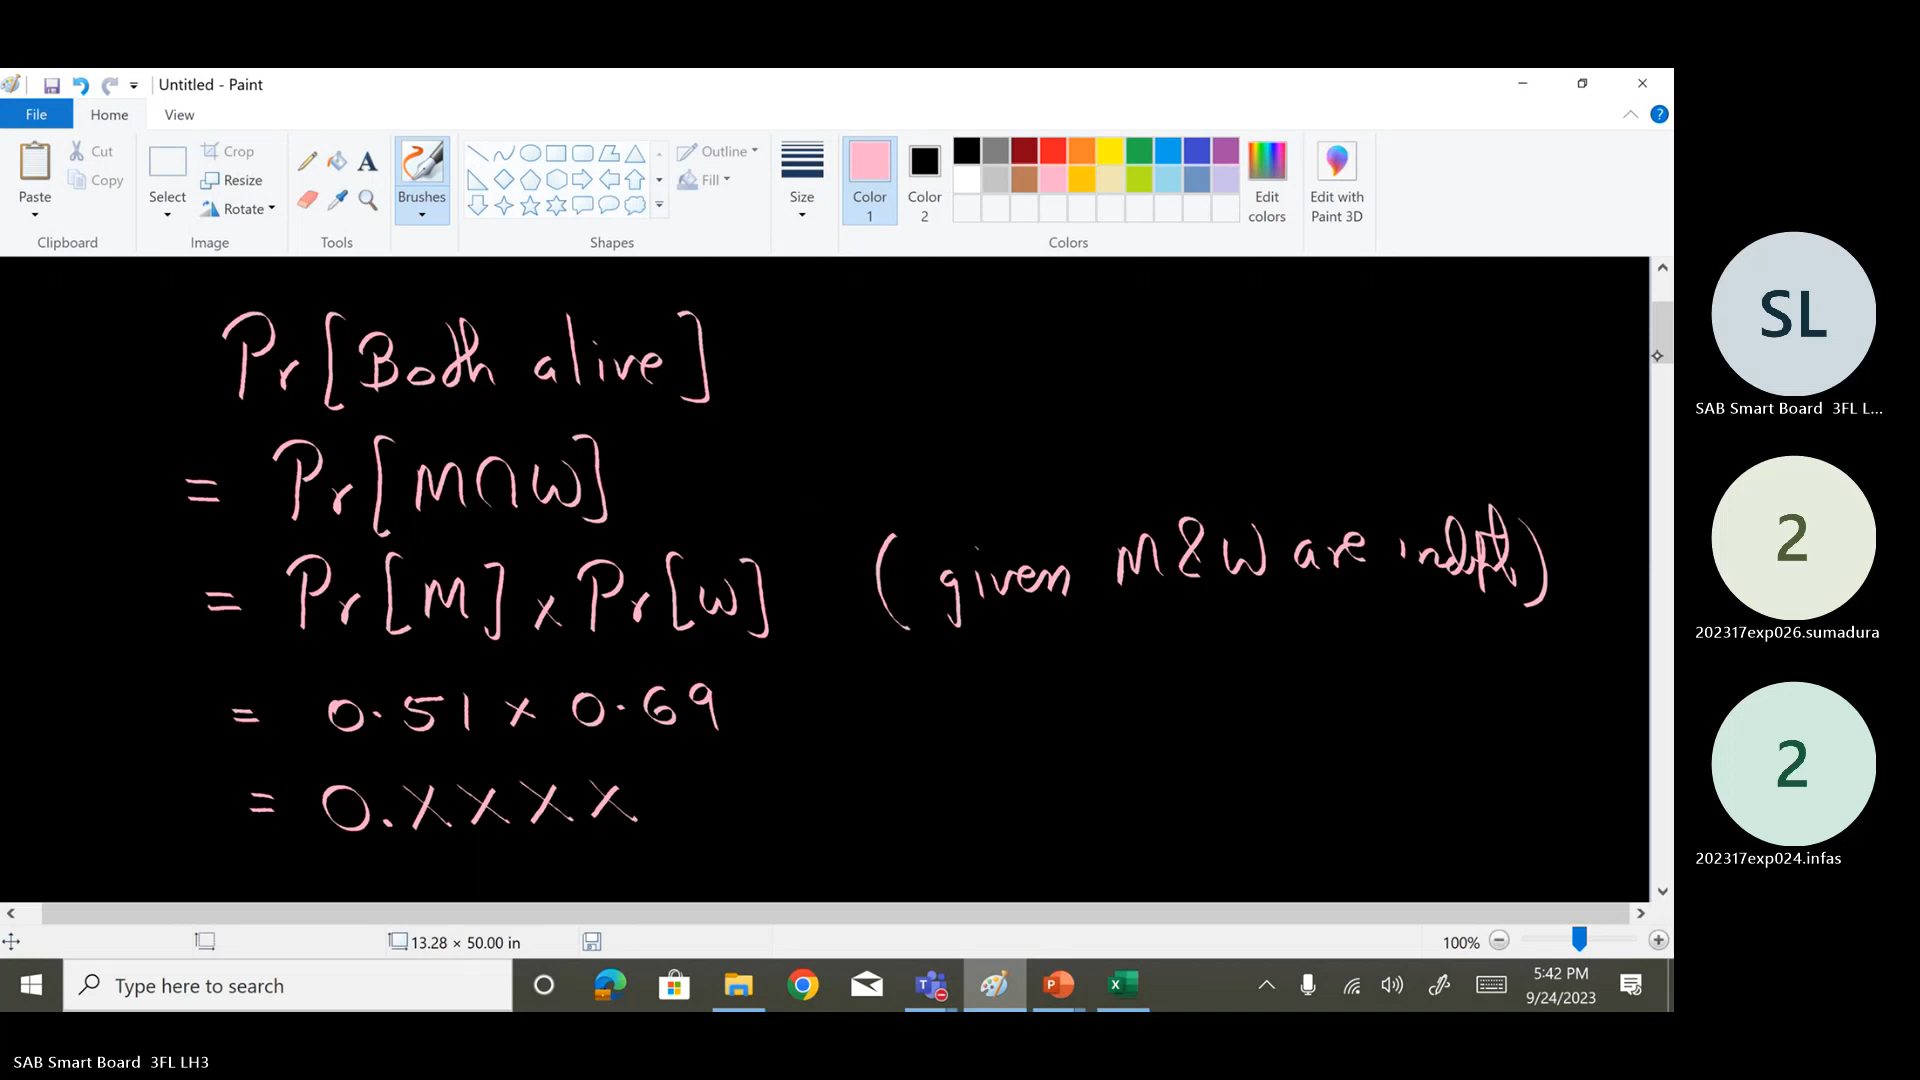 Untitled - Paint
File Home View
Paste
Cut
Copy
Clipboard
Select
Crop
Resize
Rotate
Image
Tools
Brushes
Shapes
Outline
Fill
Size
Color 1
Color 2
Edit colors
Edit with Paint 3D
Colors
Pr[Both alive]
= Pr[M∩W]
= Pr[M] × Pr[W] (given M & W are indpt.)
= 0.51 × 0.69
= 0.XXXX
13.28 × 50.00 in
100%
Type here to search
5:42 PM
9/24/2023
SL
SAB Smart Board 3FL L...
2
202317exp026.sumadura
2
202317exp024.infas
SAB Smart Board 3FL LH3